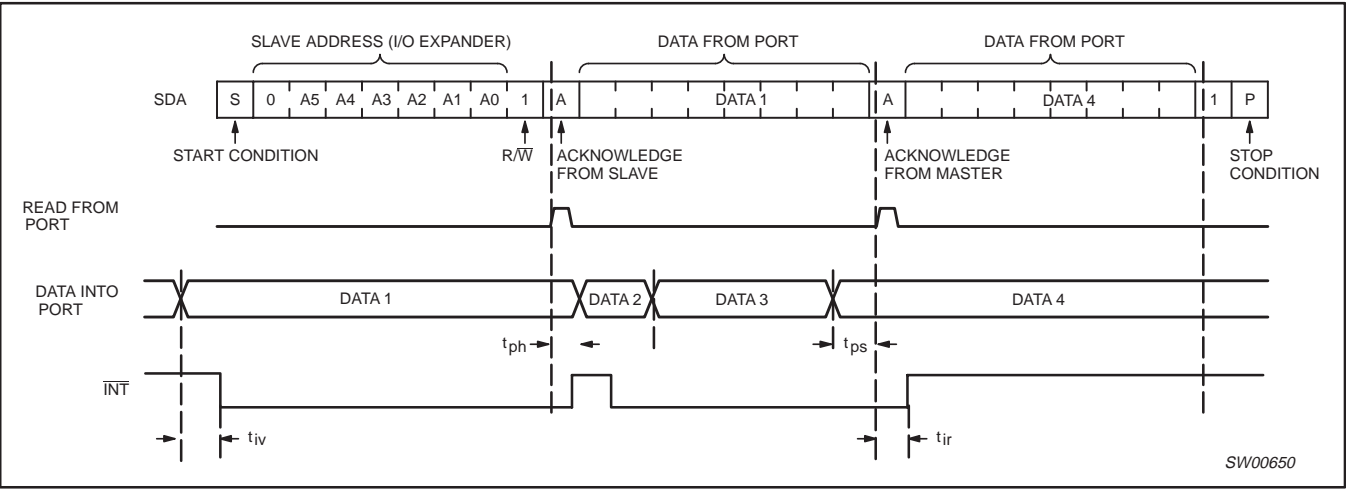 SLAVE ADDRESS (I/O EXPANDER) DATA FROM PORT DATA FROM PORT
SDA S 0 A5 A4 A3 A2 A1 A0 1 A DATA 1 A DATA 4 1 P
START CONDITION R/W̅ ACKNOWLEDGE ACKNOWLEDGE STOP
FROM SLAVE FROM MASTER CONDITION
READ FROM
PORT
DATA INTO
PORT
DATA 1 DATA 2 DATA 3 DATA 4
tph tps
I̅N̅T̅
tiv tir
SW00650